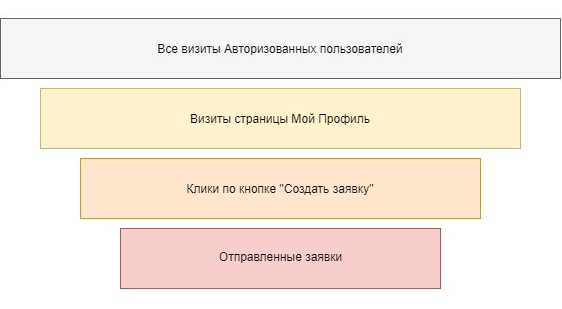 Все визиты Авторизованных пользователей
Визиты страницы Мой Профиль
Клики по кнопке "Создать заявку"
Отправленные заявки